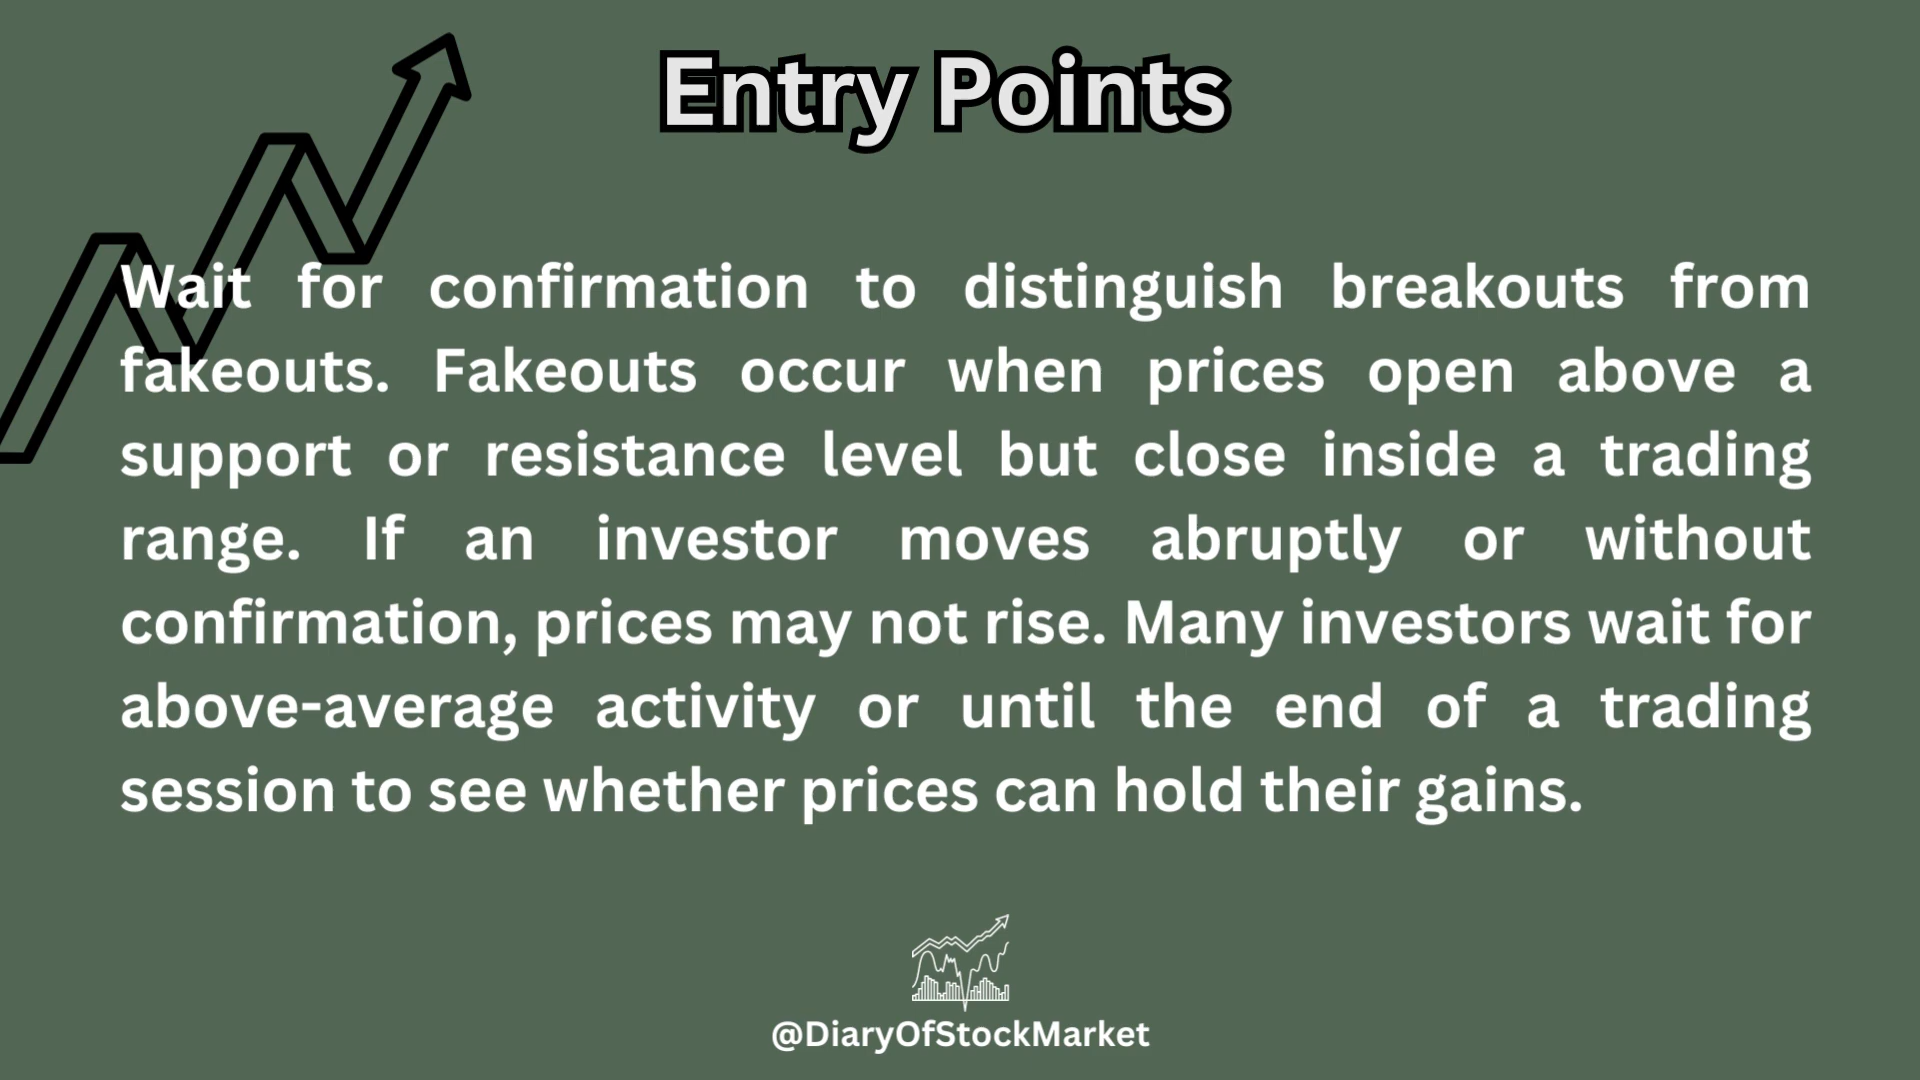 Entry Points
Wait for confirmation to distinguish breakouts from
fakeouts. Fakeouts occur when prices open above a
support or resistance level but close inside a trading
range. If an investor moves abruptly or without
confirmation, prices may not rise. Many investors wait for
above-average activity or until the end of a trading
session to see whether prices can hold their gains.
@DiaryOfStockMarket